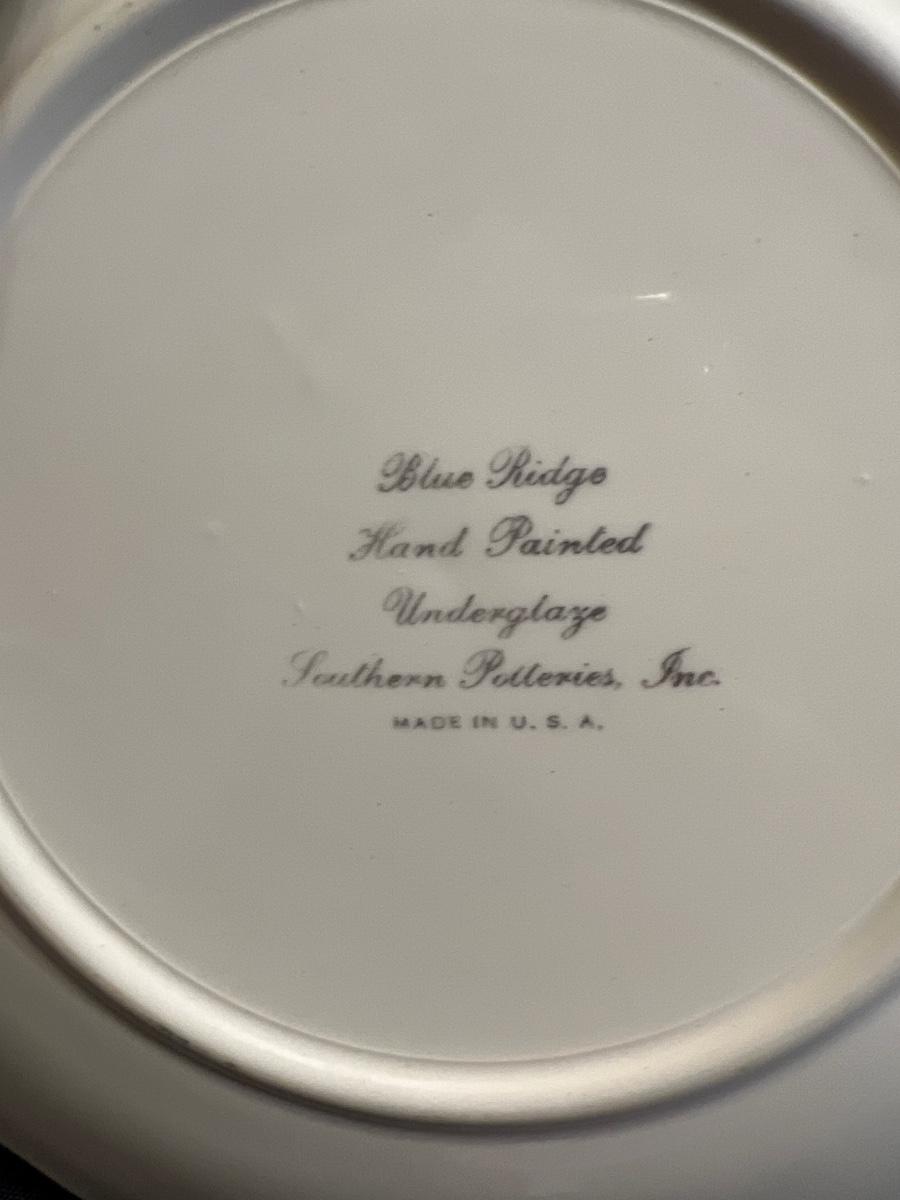 Blue Ridge
Hand Painted
Underglaze
Southern Potteries, Inc.
MADE IN U. S. A.